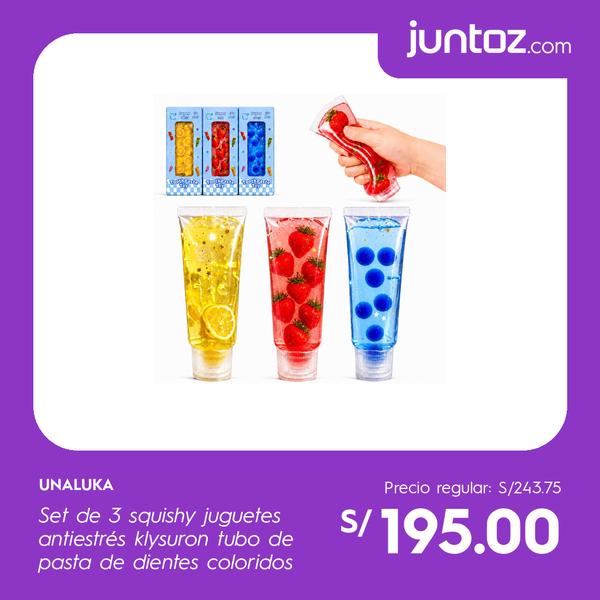 juntoz.com
UNALUKA
Set de 3 squishy juguetes
antiestrés klysuron tubo de
pasta de dientes coloridos
Precio regular: S/243.75
S/195.00